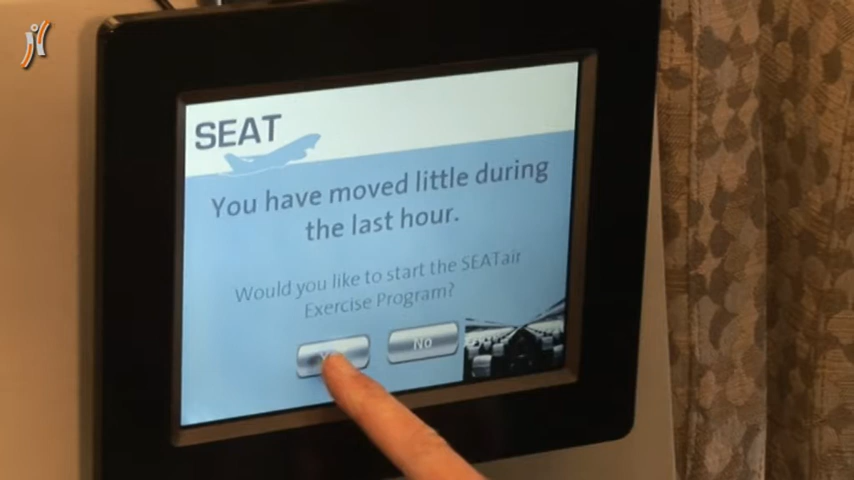 SEAT
You have moved little during
the last hour.
Would you like to start the SEATair
Exercise Program?
No